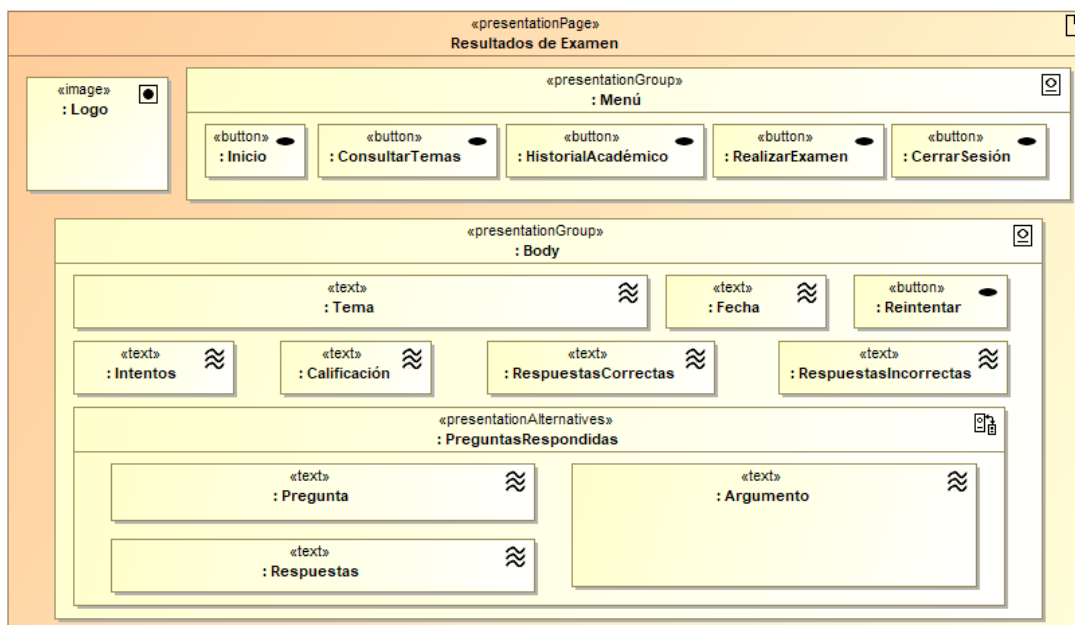 «presentationPage»
Resultados de Examen
«image»
: Logo
«presentationGroup»
: Menú
«button»
: Inicio
«button»
: ConsultarTemas
«button»
: HistorialAcadémico
«button»
: RealizarExamen
«button»
: CerrarSesión
«presentationGroup»
: Body
«text»
: Tema
«text»
: Fecha
«button»
: Reintentar
«text»
: Intentos
«text»
: Calificación
«text»
: RespuestasCorrectas
«text»
: RespuestasIncorrectas
«presentationAlternatives»
: PreguntasRespondidas
«text»
: Pregunta
«text»
: Argumento
«text»
: Respuestas